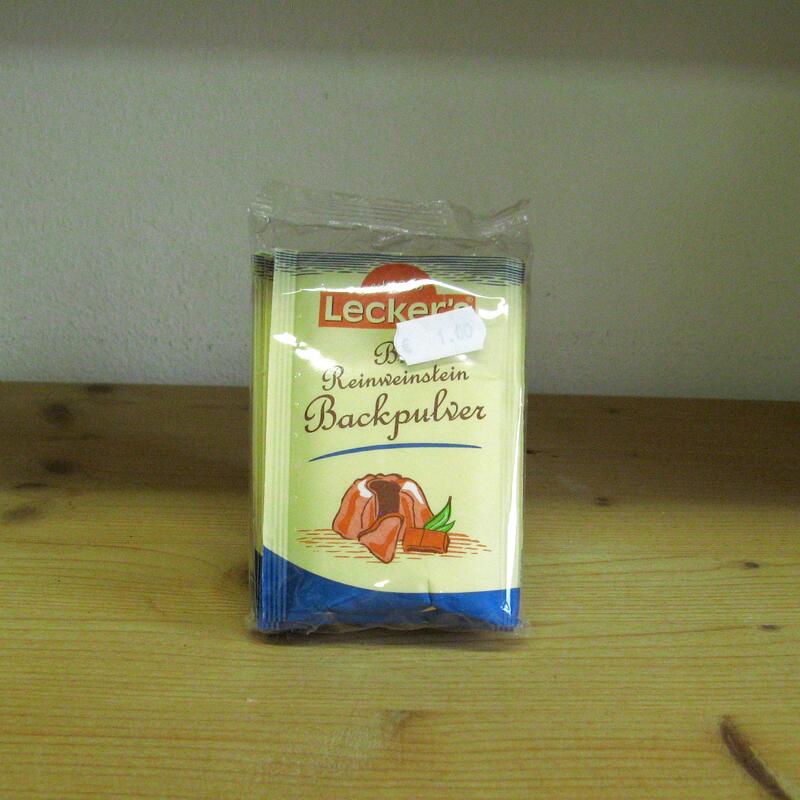 Lecker's
€ 1.00
Reinweinstein
Backpulver